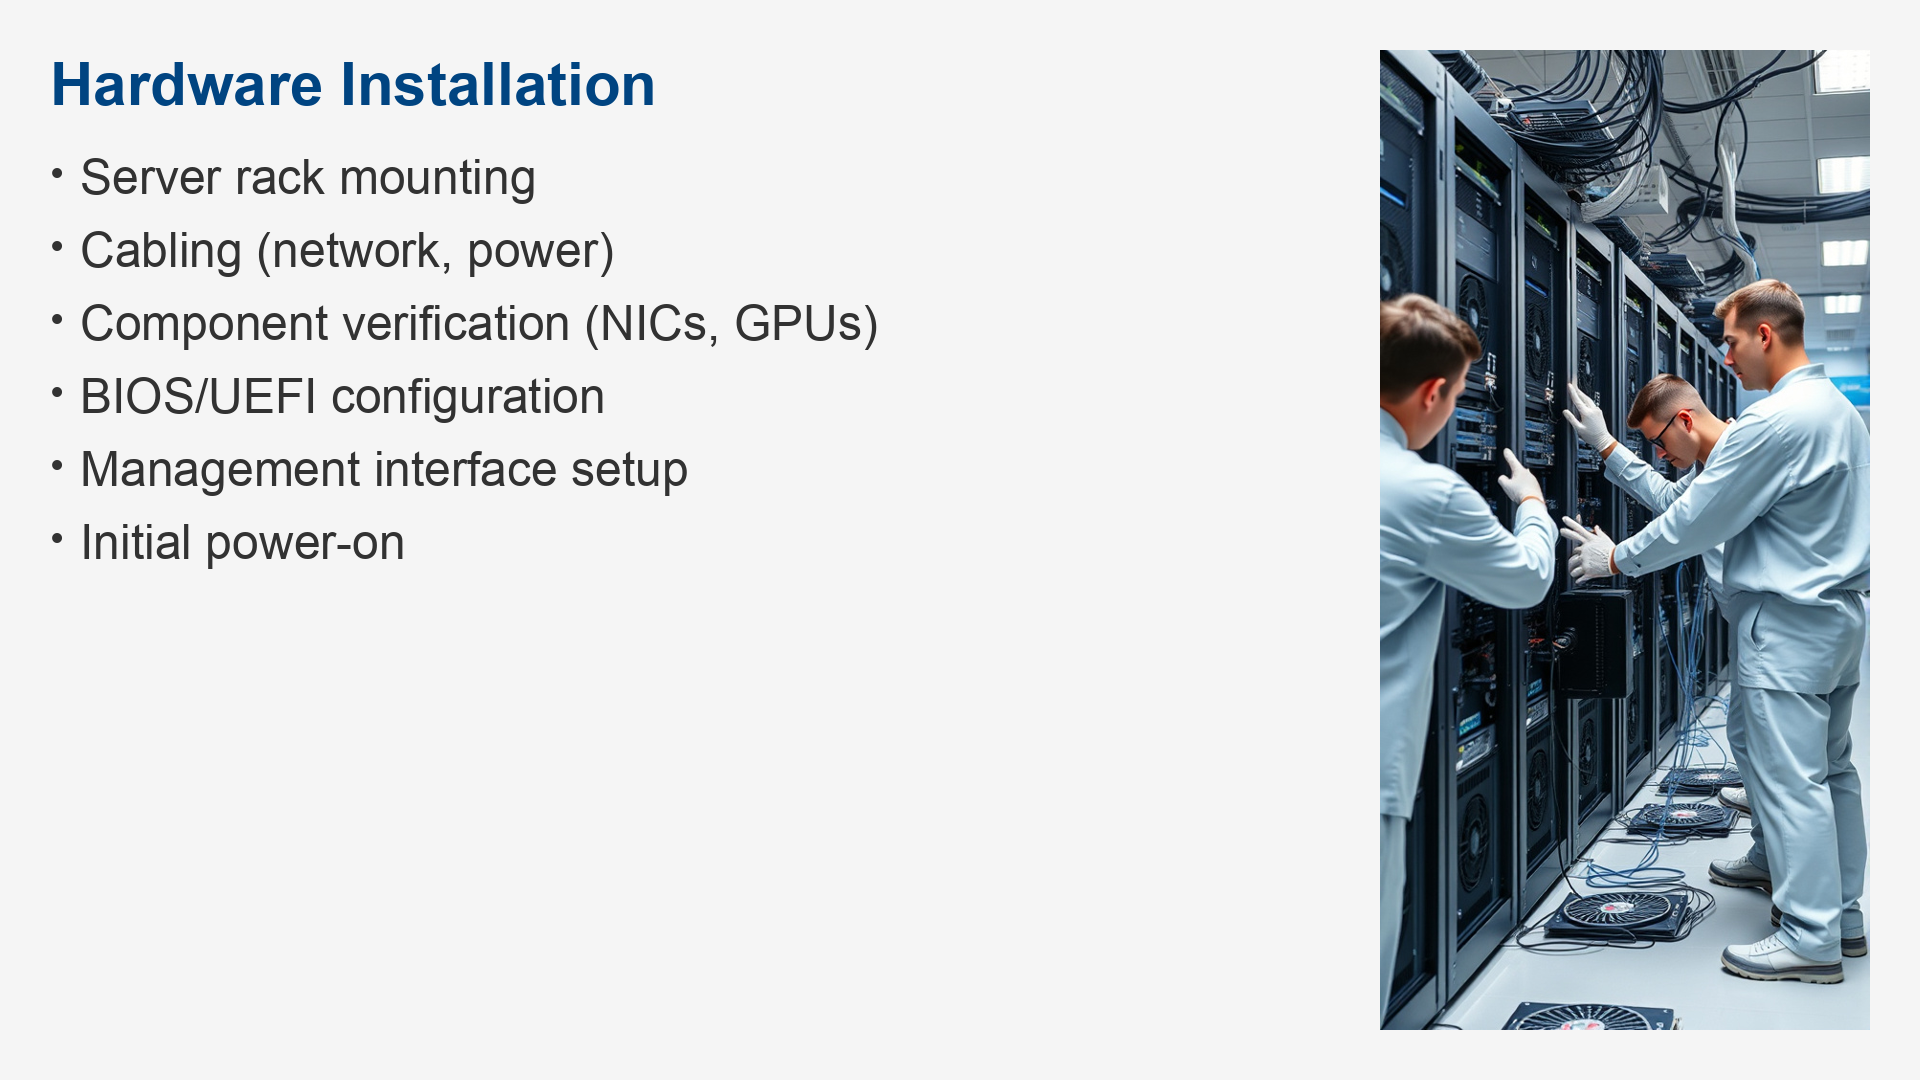 Hardware Installation
• Server rack mounting
• Cabling (network, power)
• Component verification (NICs, GPUs)
• BIOS/UEFI configuration
• Management interface setup
• Initial power-on